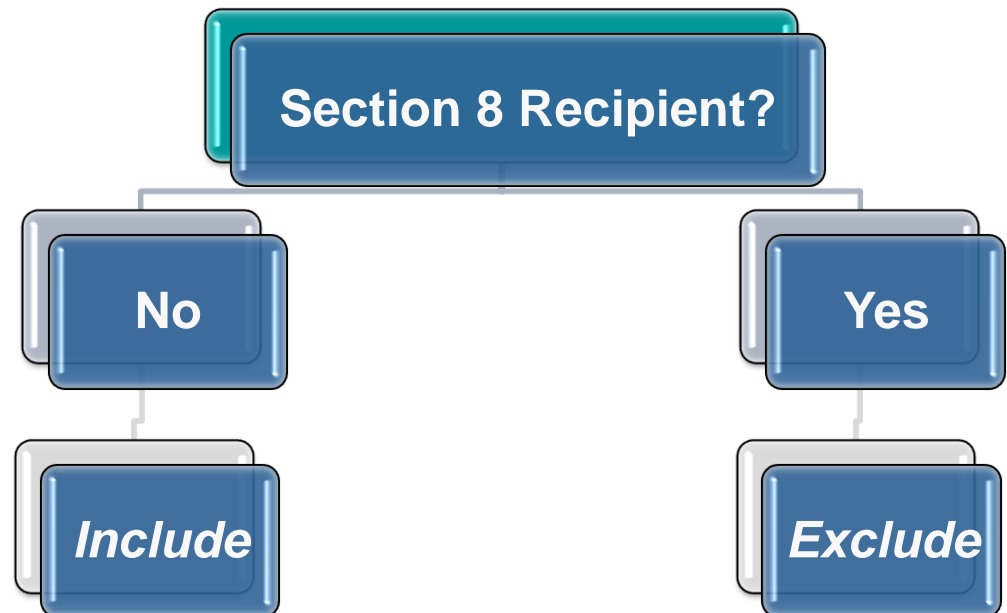 Section 8 Recipient?
No
Yes
Include
Exclude